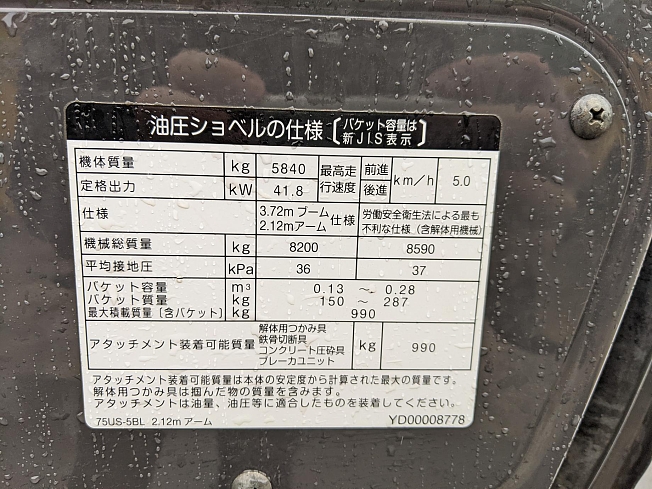 油圧ショベルの仕様〔バケット容量は新JIS表示〕
機体質量 kg 5840 最高走行速度 前進 後進 km/h 5.0
定格出力 kW 41.8
仕様 3.72m ブーム 2.12mアーム 仕様 労働安全衛生法による最も不利な仕様（含解体用機械）
機械総質量 kg 8200 8590
平均接地圧 kPa 36 37
バケット容量 m³ 0.13 ～ 0.28
バケット質量 kg 150 ～ 287
最大積載質量〔含バケット〕 kg 990
アタッチメント装着可能質量 解体用つかみ具 鉄骨切断具 コンクリート圧砕具 ブレーカユニット kg 990
アタッチメント装着可能質量は本体の安定度から計算された最大の質量です。
解体用つかみ具は掴んだ物の質量を含みます。
アタッチメントは油量、油圧等に適合したものを装着してください。
75US-5BL 2.12m アーム YD00008778